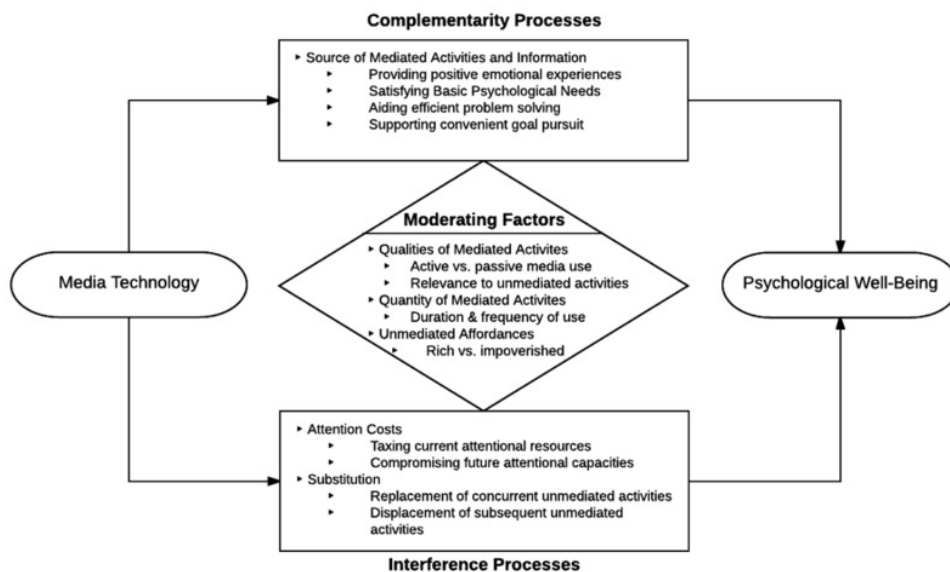 Complementarity Processes
‣ Source of Mediated Activities and Information
‣ Providing positive emotional experiences
‣ Satisfying Basic Psychological Needs
‣ Aiding efficient problem solving
‣ Supporting convenient goal pursuit
Moderating Factors
‣ Qualities of Mediated Activites
‣ Active vs. passive media use
‣ Relevance to unmediated activities
‣ Quantity of Mediated Activites
‣ Duration & frequency of use
‣ Unmediated Affordances
‣ Rich vs. impoverished
Media Technology
Psychological Well-Being
‣ Attention Costs
‣ Taxing current attentional resources
‣ Compromising future attentional capacities
‣ Substitution
‣ Replacement of concurrent unmediated activities
‣ Displacement of subsequent unmediated
activities
Interference Processes